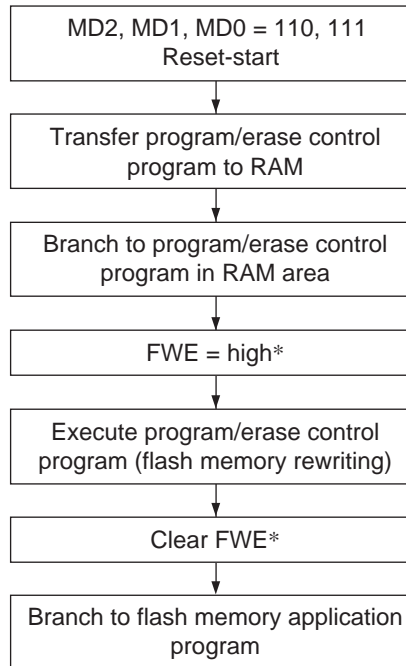 MD2, MD1, MD0 = 110, 111
Reset-start
Transfer program/erase control
program to RAM
Branch to program/erase control
program in RAM area
FWE = high*
Execute program/erase control
program (flash memory rewriting)
Clear FWE*
Branch to flash memory application
program